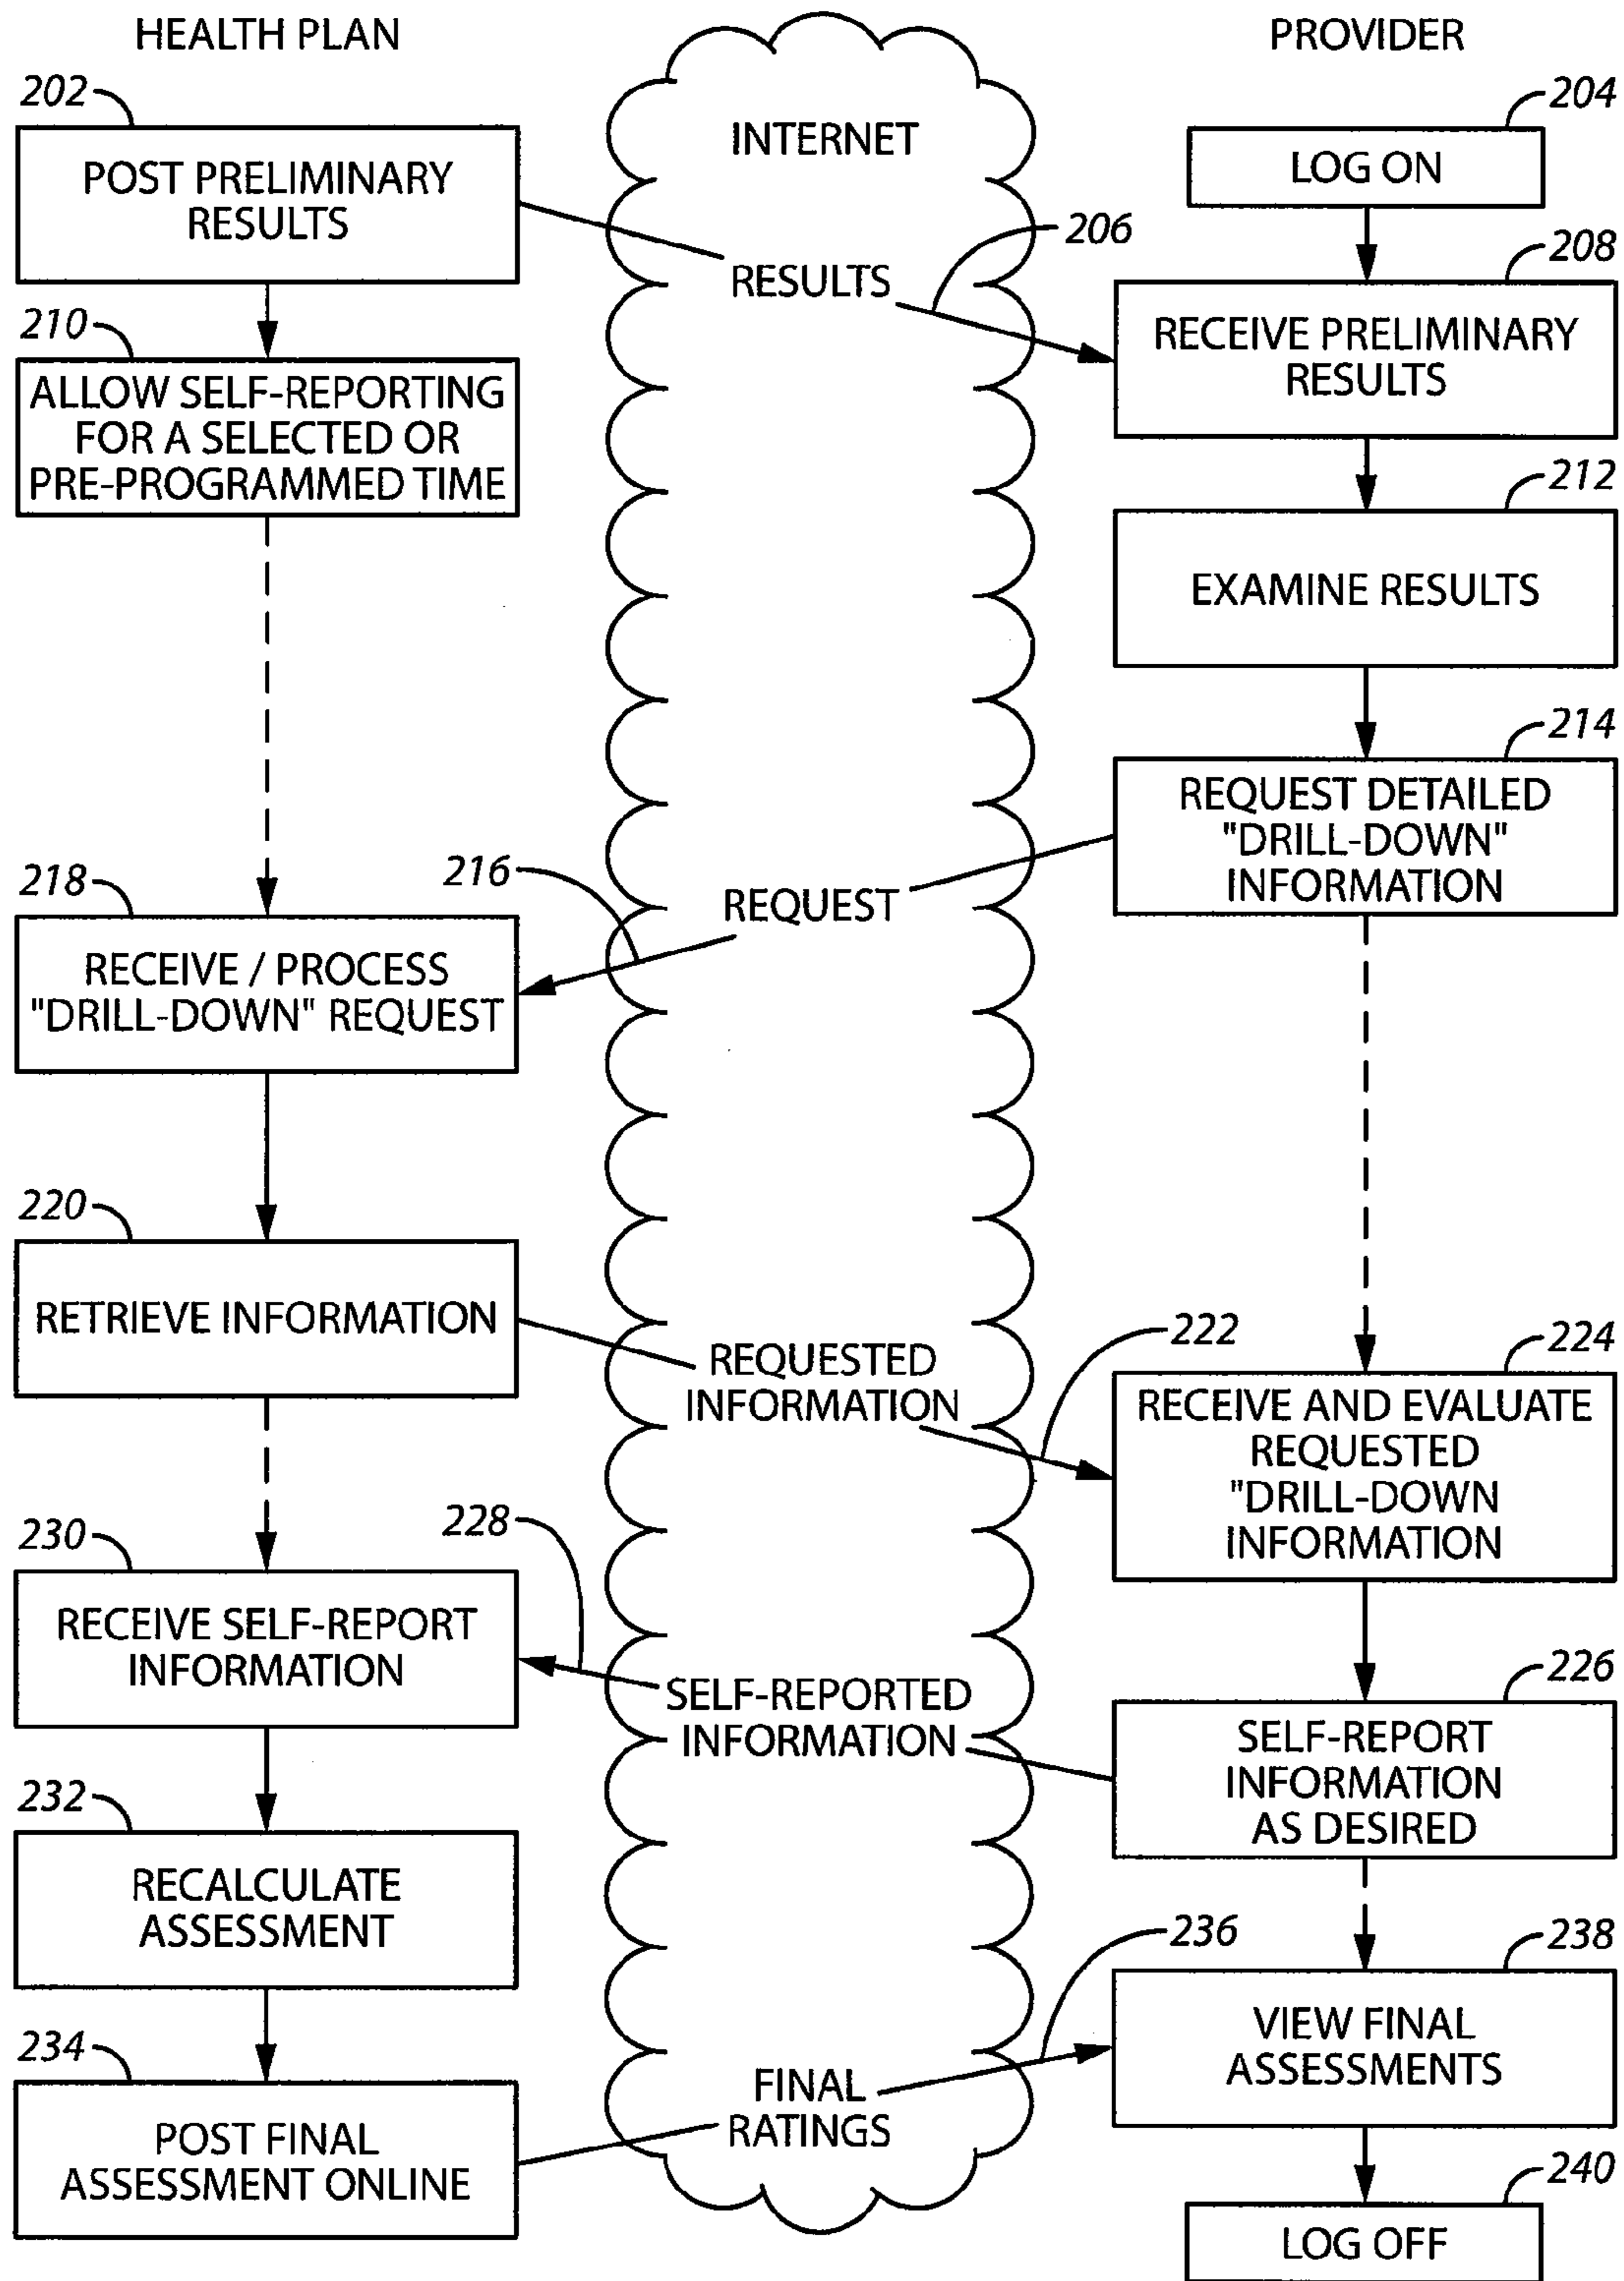 HEALTH PLAN
PROVIDER
202
204
POST PRELIMINARY
RESULTS
INTERNET
LOG ON
206
208
RESULTS
RECEIVE PRELIMINARY
RESULTS
210
ALLOW SELF-REPORTING
FOR A SELECTED OR
PRE-PROGRAMMED TIME
212
EXAMINE RESULTS
214
REQUEST DETAILED
"DRILL-DOWN"
INFORMATION
216
REQUEST
218
RECEIVE / PROCESS
"DRILL-DOWN" REQUEST
220
RETRIEVE INFORMATION
REQUESTED
INFORMATION
222
224
RECEIVE AND EVALUATE
REQUESTED
"DRILL-DOWN
INFORMATION
228
230
RECEIVE SELF-REPORT
INFORMATION
SELF-REPORTED
INFORMATION
226
SELF-REPORT
INFORMATION
AS DESIRED
232
RECALCULATE
ASSESSMENT
236
238
VIEW FINAL
ASSESSMENTS
234
POST FINAL
ASSESSMENT ONLINE
FINAL
RATINGS
240
LOG OFF